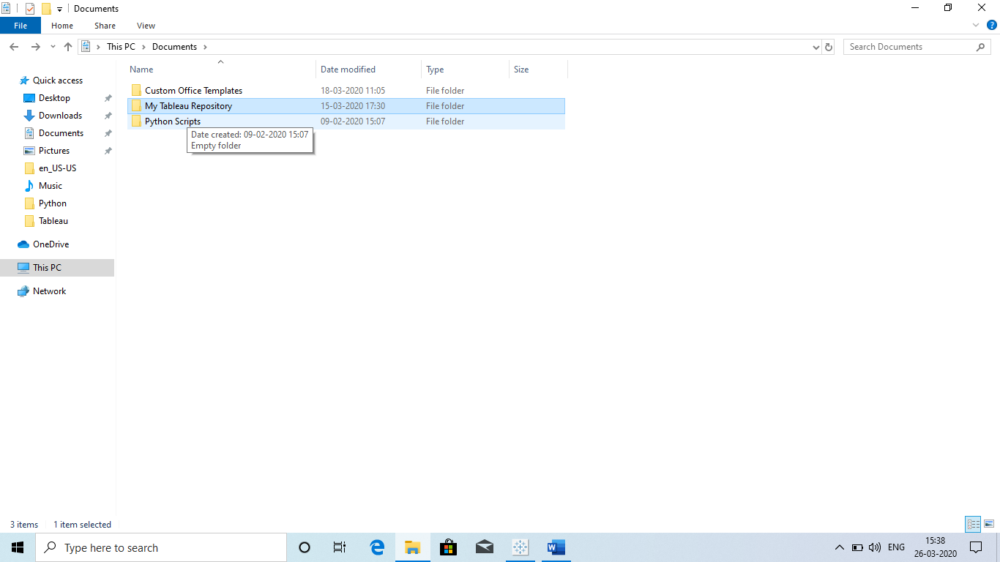 Documents
File Home Share View
This PC Documents
Search Documents
Name Date modified Type Size
Quick access
Desktop
Downloads
Documents
Pictures
en_US-US
Music
Python
Tableau
OneDrive
This PC
Network
Custom Office Templates 18-03-2020 11:05 File folder
My Tableau Repository 15-03-2020 17:30 File folder
Python Scripts 09-02-2020 15:07 File folder
Date created: 09-02-2020 15:07
Empty folder
3 items 1 item selected
Type here to search
ENG
15:38
26-03-2020